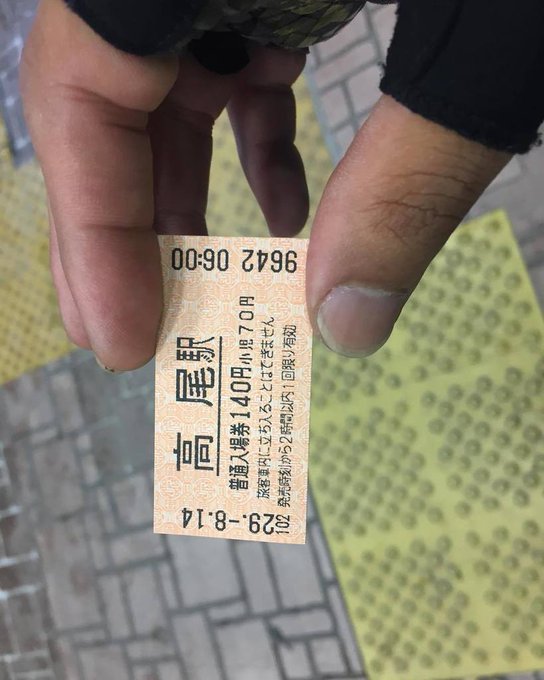 高尾駅
普通入場券140円小児70円
旅客車内に立ち入ることはできません
102 発売時刻から2時間以内1回限り有効
29.-8.14
9642 06:00